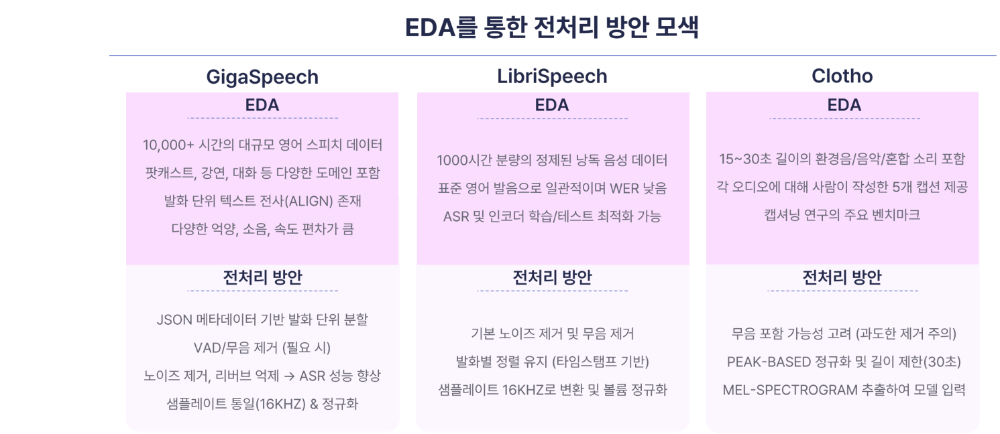 EDA를 통한 전처리 방안 모색
GigaSpeech
EDA
10,000+ 시간의 대규모 영어 스피치 데이터
팟캐스트, 강연, 대화 등 다양한 도메인 포함
발화 단위 텍스트 전사(ALIGN) 존재
다양한 억양, 소음, 속도 편차가 큼
전처리 방안
JSON 메타데이터 기반 발화 단위 분할
VAD/무음 제거 (필요 시)
노이즈 제거, 리버브 억제 → ASR 성능 향상
샘플레이트 통일(16KHZ) & 정규화
LibriSpeech
EDA
1000시간 분량의 정제된 낭독 음성 데이터
표준 영어 발음으로 일관적이며 WER 낮음
ASR 및 인코더 학습/테스트 최적화 가능
전처리 방안
기본 노이즈 제거 및 무음 제거
발화별 정렬 유지 (타임스탬프 기반)
샘플레이트 16KHZ로 변환 및 볼륨 정규화
Clotho
EDA
15~30초 길이의 환경음/음악/혼합 소리 포함
각 오디오에 대해 사람이 작성한 5개 캡션 제공
캡셔닝 연구의 주요 벤치마크
전처리 방안
무음 포함 가능성 고려 (과도한 제거 주의)
PEAK-BASED 정규화 및 길이 제한(30초)
MEL-SPECTROGRAM 추출하여 모델 입력